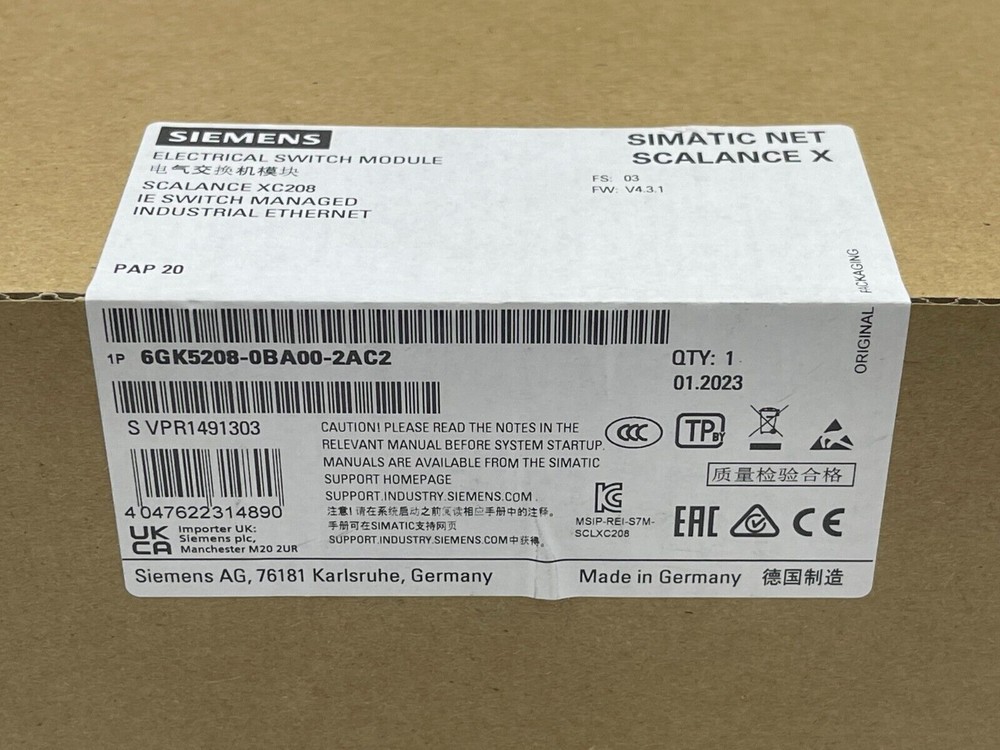 SIEMENS
SIMATIC NET
SCALANCE X
ELECTRICAL SWITCH MODULE
电气交换机模块
SCALANCE XC208
IE SWITCH MANAGED
INDUSTRIAL ETHERNET
FS: 03
FW: V4.3.1
PAP 20
ORIGINAL PACKAGING
1P 6GK5208-0BA00-2AC2
QTY: 1
01.2023
S VPR1491303
CAUTION! PLEASE READ THE NOTES IN THE
RELEVANT MANUAL BEFORE SYSTEM STARTUP.
MANUALS ARE AVAILABLE FROM THE SIMATIC
SUPPORT HOMEPAGE
SUPPORT.INDUSTRY.SIEMENS.COM.
注意!请在系统启动之前阅读相应手册中的注释。
手册可在SIMATIC支持网页
SUPPORT.INDUSTRY.SIEMENS.COM中获得。
CCC
TP BY
质量检验合格
4 047622 314890
UK CA
Importer UK:
Siemens plc,
Manchester M20 2UR
KC
MSIP-REI-S7M-
SCLXC208
EAC
CE
Siemens AG, 76181 Karlsruhe, Germany
Made in Germany 德国制造